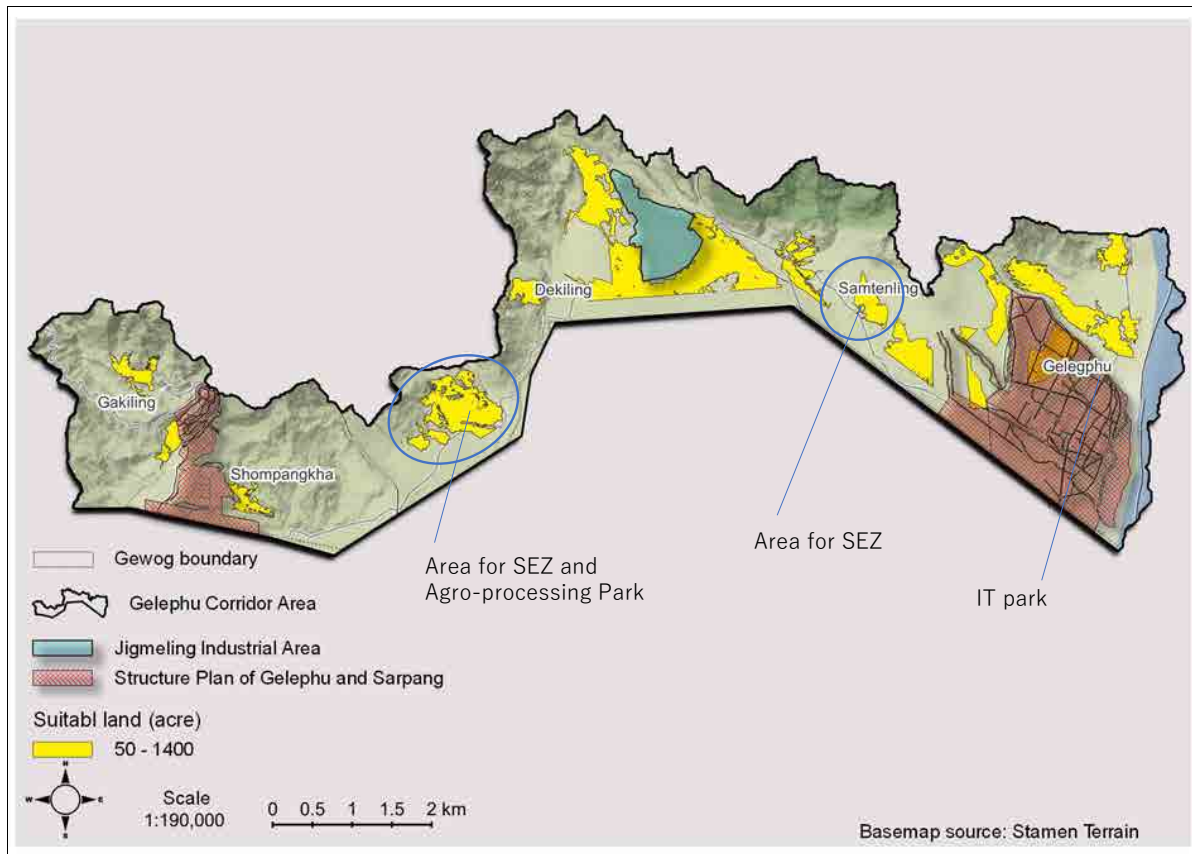 Dekiling
Samtenling
Gelegphu
Gakiling
Shompangkha
Area for SEZ and
Agro-processing Park
Area for SEZ
IT park
Gewog boundary
Gelephu Corridor Area
Jigmeling Industrial Area
Structure Plan of Gelephu and Sarpang
Suitabl land (acre)
50 - 1400
N
W E
S
Scale
1:190,000
0 0.5 1 1.5 2 km
Basemap source: Stamen Terrain